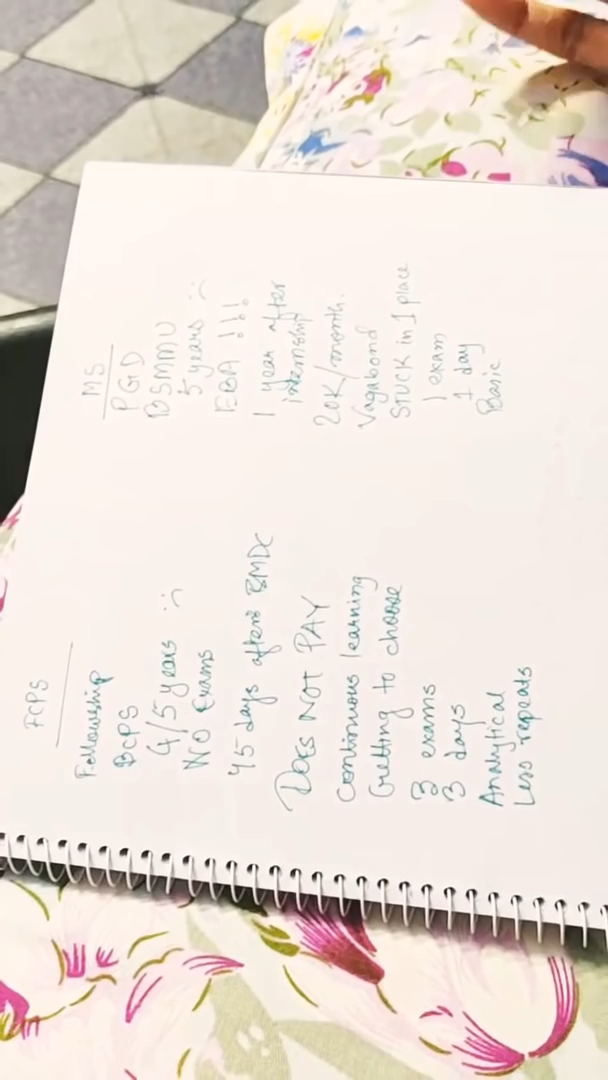 FCPS
Fellowship
BCPS
4/5 years :(
NO Exams
45 days after BMDC
DOES NOT PAY
Continuous learning
Getting to choose
3 exams
3 days
Analytical
Less repeats
MS
PGD
BSMMU
5 years :(
EBA !!!
1 year after
internship
20K/month.
Vagabond
STUCK in 1 place
1 exam
1 day
Basic